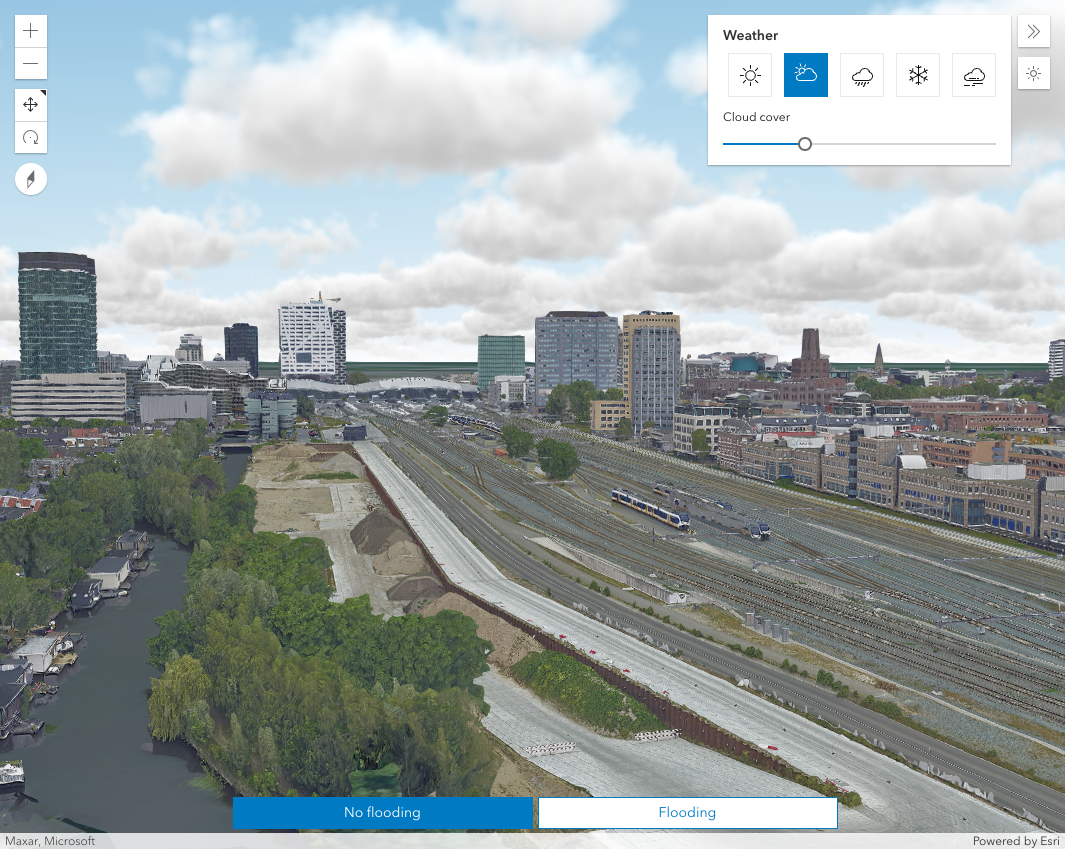 Weather
Cloud cover
No flooding
Flooding
Maxar, Microsoft
Powered by Esri